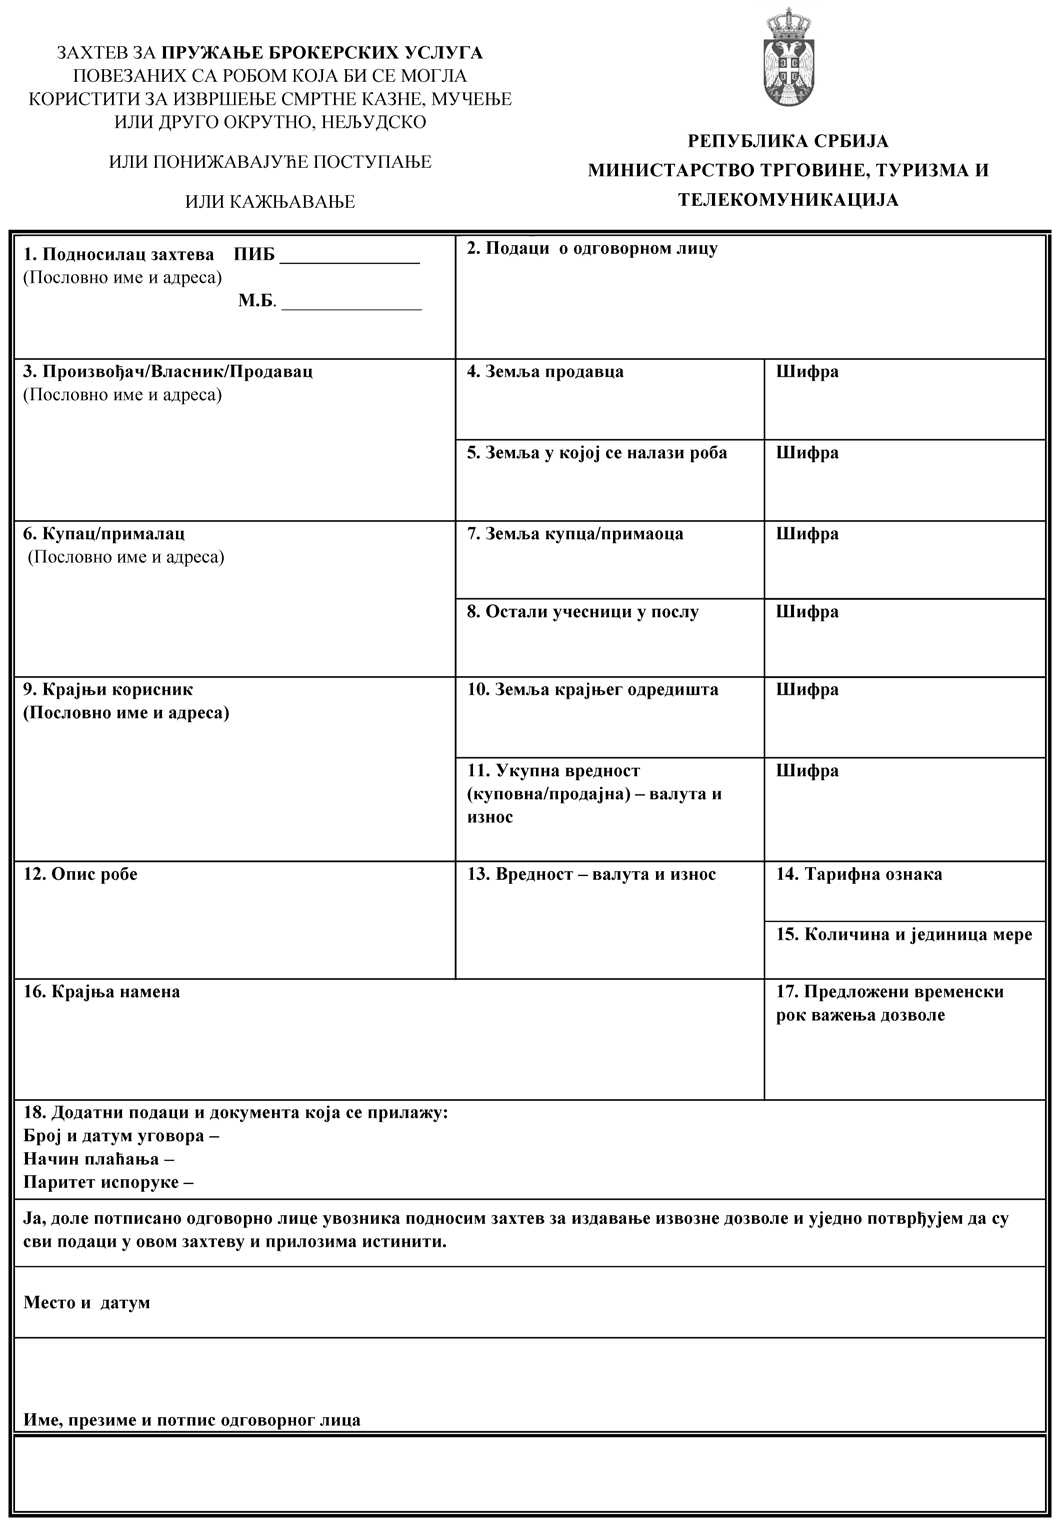 ЗАХТЕВ ЗА ПРУЖАЊЕ БРОКЕРСКИХ УСЛУГА
ПОВЕЗАНИХ СА РОБОМ КОЈА БИ СЕ МОГЛА
КОРИСТИТИ ЗА ИЗВРШЕЊЕ СМРТНЕ КАЗНЕ, МУЧЕЊЕ
ИЛИ ДРУГО ОКРУТНО, НЕЉУДСКО
ИЛИ ПОНИЖАВАЈУЋЕ ПОСТУПАЊЕ
ИЛИ КАЖЊАВАЊЕ
РЕПУБЛИКА СРБИЈА
МИНИСТАРСТВО ТРГОВИНЕ, ТУРИЗМА И
ТЕЛЕКОМУНИКАЦИЈА
1. Подносилац захтева ПИБ _______________
(Пословно име и адреса)
М.Б. _______________
2. Подаци о одговорном лицу
3. Произвођач/Власник/Продавац
(Пословно име и адреса)
4. Земља продавца
Шифра
5. Земља у којој се налази роба
Шифра
6. Купац/прималац
(Пословно име и адреса)
7. Земља купца/примаоца
Шифра
8. Остали учесници у послу
Шифра
9. Крајњи корисник
(Пословно име и адреса)
10. Земља крајњег одредишта
Шифра
11. Укупна вредност
(куповна/продајна) – валута и
износ
Шифра
12. Опис робе
13. Вредност – валута и износ
14. Тарифна ознака
15. Количина и јединица мере
16. Крајња намена
17. Предложени временски
рок важења дозволе
18. Додатни подаци и документа која се прилажу:
Број и датум уговора –
Начин плаћања –
Паритет испоруке –
Ја, доле потписано одговорно лице увозника подносим захтев за издавање извозне дозволе и уједно потврђујем да су
сви подаци у овом захтеву и прилозима истинити.
Место и датум
Име, презиме и потпис одговорног лица